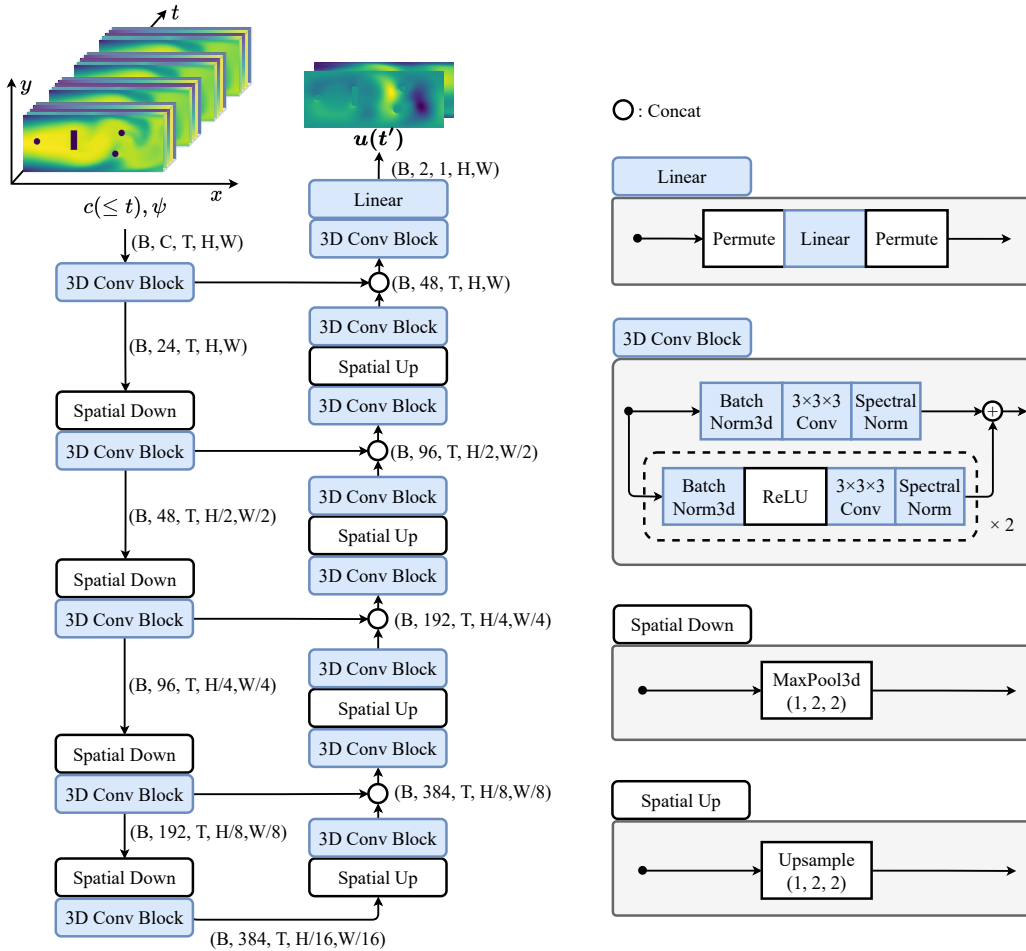 t
y
x
c(≤ t), ψ
(B, C, T, H,W)
3D Conv Block
(B, 24, T, H,W)
Spatial Down
3D Conv Block
(B, 48, T, H/2,W/2)
Spatial Down
3D Conv Block
(B, 96, T, H/4,W/4)
Spatial Down
3D Conv Block
(B, 192, T, H/8,W/8)
Spatial Down
3D Conv Block
(B, 384, T, H/16,W/16)
u(t′)
(B, 2, 1, H,W)
Linear
3D Conv Block
(B, 48, T, H,W)
3D Conv Block
Spatial Up
3D Conv Block
(B, 96, T, H/2,W/2)
3D Conv Block
Spatial Up
3D Conv Block
(B, 192, T, H/4,W/4)
3D Conv Block
Spatial Up
3D Conv Block
(B, 384, T, H/8,W/8)
3D Conv Block
Spatial Up
: Concat
Linear
Permute
Linear
Permute
3D Conv Block
Batch
Norm3d
3×3×3
Conv
Spectral
Norm
+
Batch
Norm3d
ReLU
3×3×3
Conv
Spectral
Norm
× 2
Spatial Down
MaxPool3d
(1, 2, 2)
Spatial Up
Upsample
(1, 2, 2)